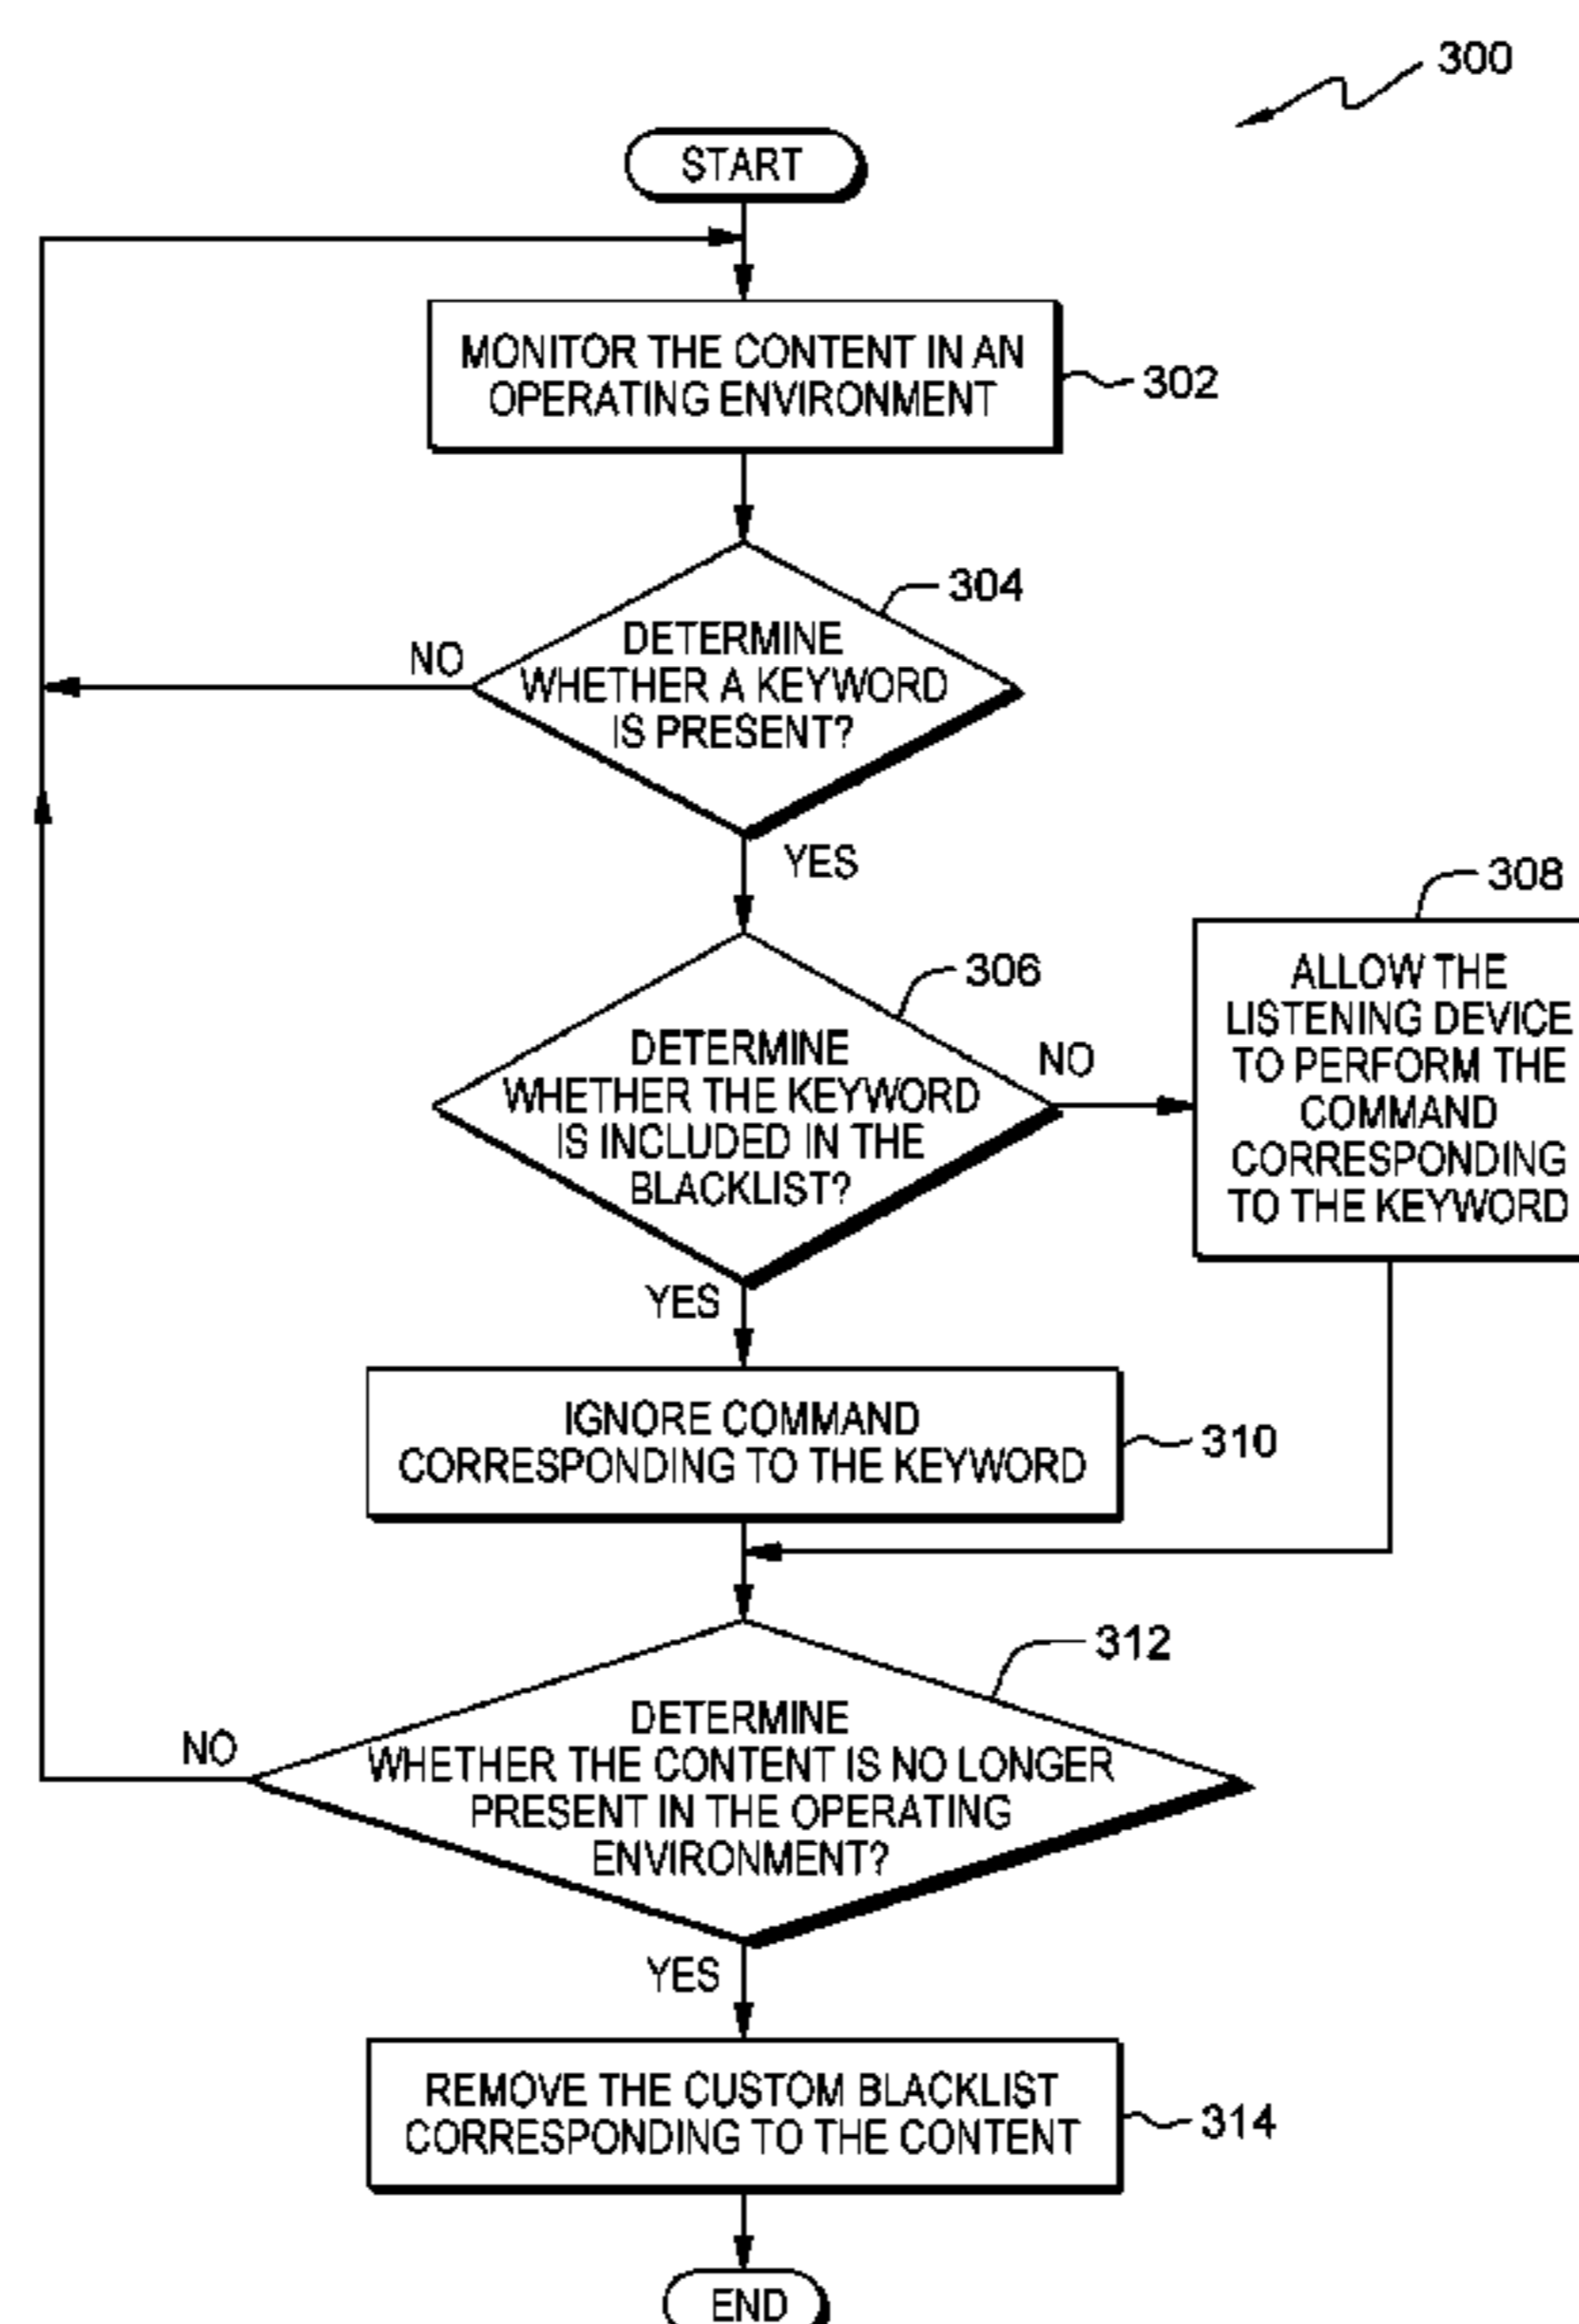 300
START
MONITOR THE CONTENT IN AN
OPERATING ENVIRONMENT
302
304
DETERMINE
WHETHER A KEYWORD
IS PRESENT?
NO
YES
306
DETERMINE
WHETHER THE KEYWORD
IS INCLUDED IN THE
BLACKLIST?
NO
308
ALLOW THE
LISTENING DEVICE
TO PERFORM THE
COMMAND
CORRESPONDING
TO THE KEYWORD
YES
IGNORE COMMAND
CORRESPONDING TO THE KEYWORD
310
312
DETERMINE
WHETHER THE CONTENT IS NO LONGER
PRESENT IN THE OPERATING
ENVIRONMENT?
NO
YES
REMOVE THE CUSTOM BLACKLIST
CORRESPONDING TO THE CONTENT
314
END